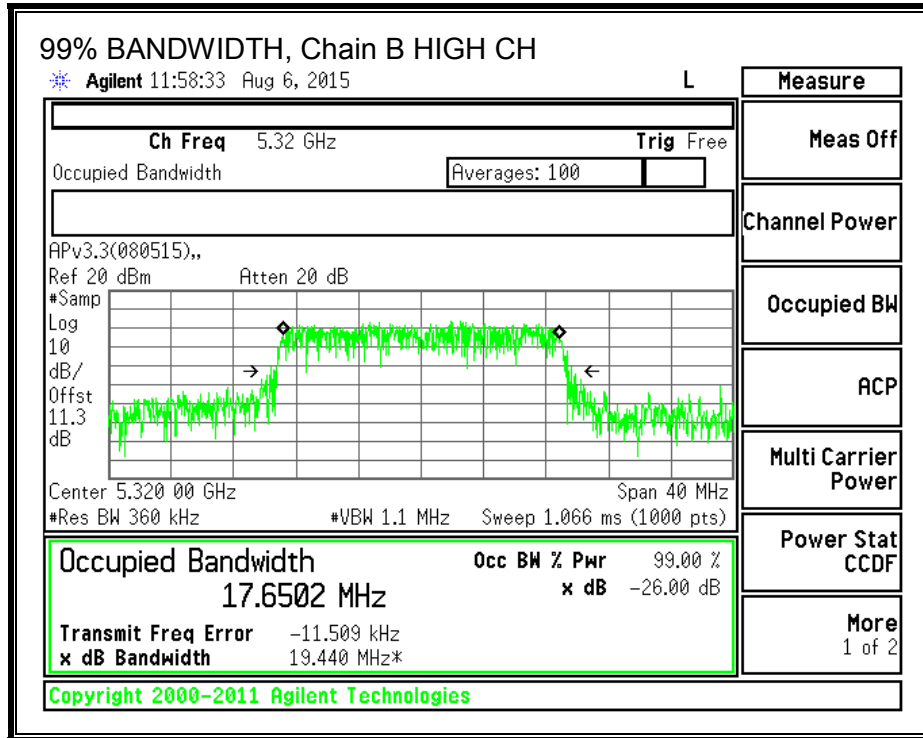 99% BANDWIDTH, Chain B HIGH CH
Agilent 11:58:33 Aug 6, 2015 L
Measure
Ch Freq 5.32 GHz Trig Free
Meas Off
Occupied Bandwidth Averages: 100
Channel Power
APv3.3(080515),,
Ref 20 dBm Atten 20 dB
#Samp
Log
10
dB/
Offst
11.3
dB
Occupied BW
ACP
Multi Carrier
Power
Center 5.320 00 GHz Span 40 MHz
#Res BW 360 kHz #VBW 1.1 MHz Sweep 1.066 ms (1000 pts)
Occupied Bandwidth Occ BW % Pwr 99.00 %
17.6502 MHz x dB -26.00 dB
Power Stat
CCDF
Transmit Freq Error -11.509 kHz
x dB Bandwidth 19.440 MHz*
More
1 of 2
Copyright 2000-2011 Agilent Technologies